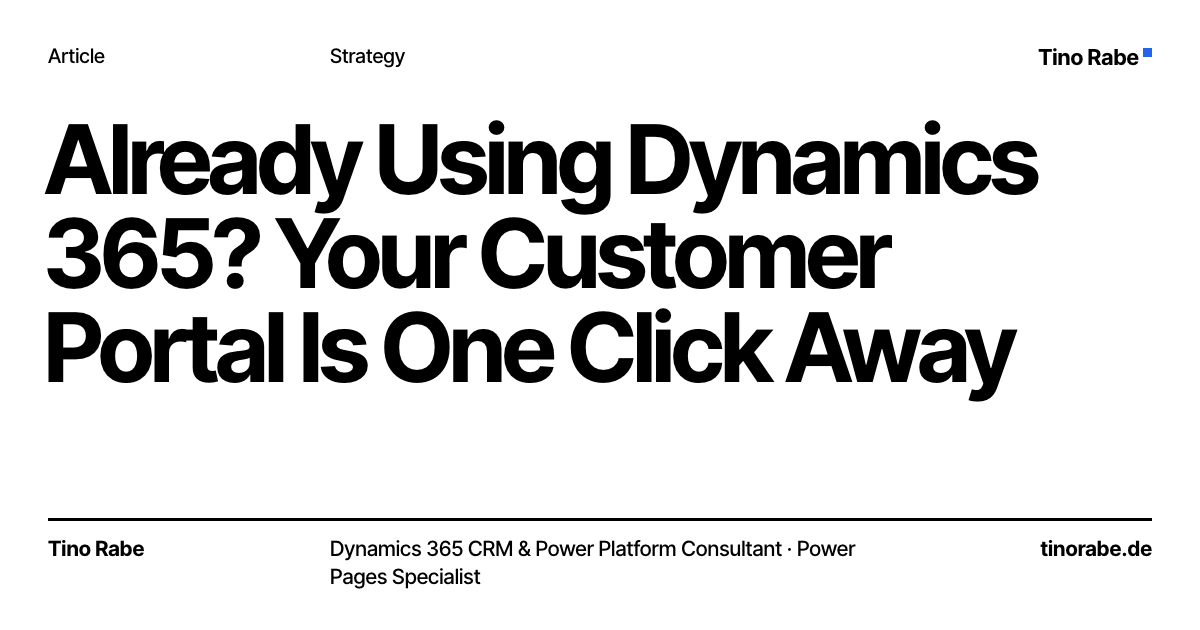 Article
Strategy
Tino Rabe
Already Using Dynamics
365? Your Customer
Portal Is One Click Away
Tino Rabe
Dynamics 365 CRM & Power Platform Consultant · Power
Pages Specialist
tinorabe.de